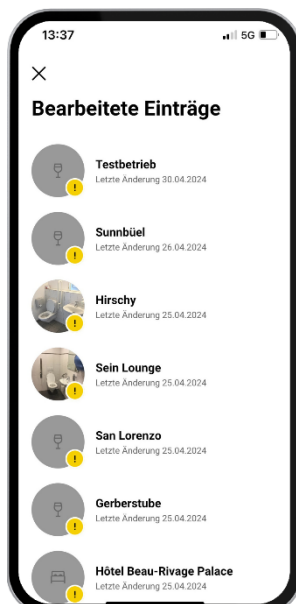 13:37
5G
Bearbeitete Einträge
Testbetrieb
Letzte Änderung 30.04.2024
Sunnbüel
Letzte Änderung 26.04.2024
Hirschy
Letzte Änderung 25.04.2024
Sein Lounge
Letzte Änderung 25.04.2024
San Lorenzo
Letzte Änderung 25.04.2024
Gerberstube
Letzte Änderung 25.04.2024
Hôtel Beau-Rivage Palace
Letzte Änderung 25.04.2024